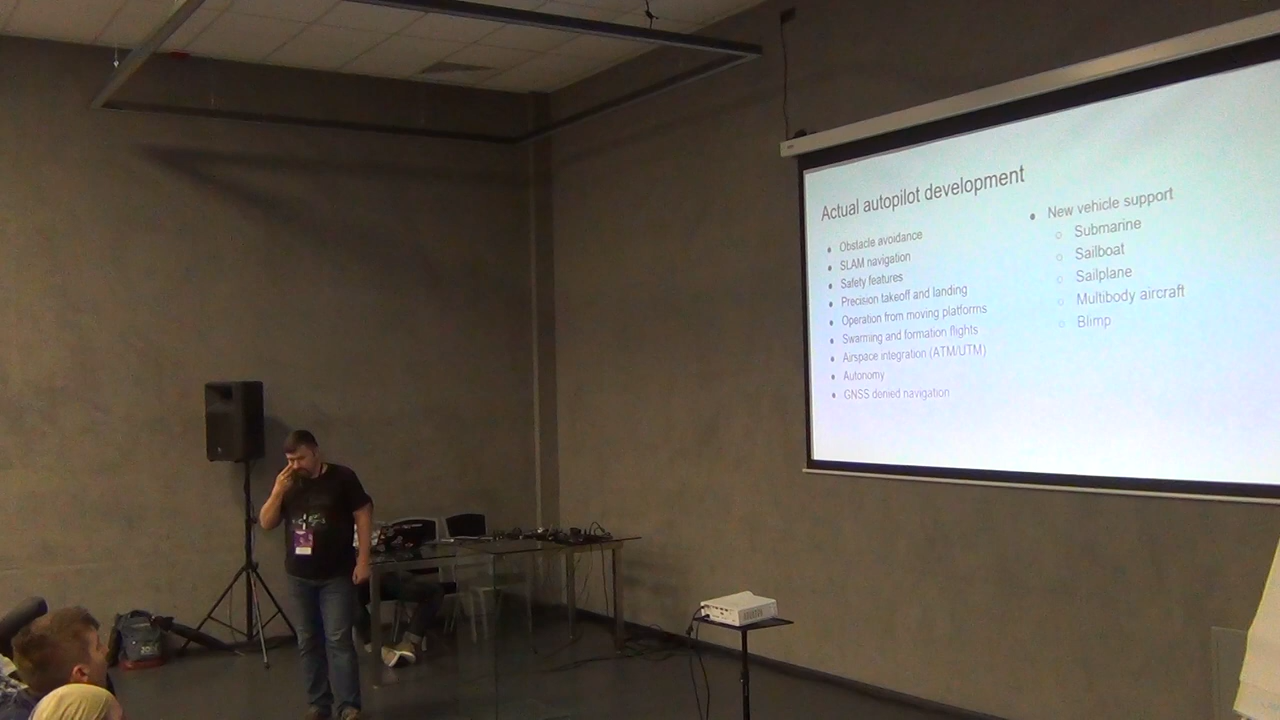 Actual autopilot development
Obstacle avoidance
SLAM navigation
Safety features
Precision takeoff and landing
Operation from moving platforms
Swarming and formation flights
Airspace integration (ATM/UTM)
Autonomy
GNSS denied navigation
New vehicle support
Submarine
Sailboat
Sailplane
Multibody aircraft
Blimp